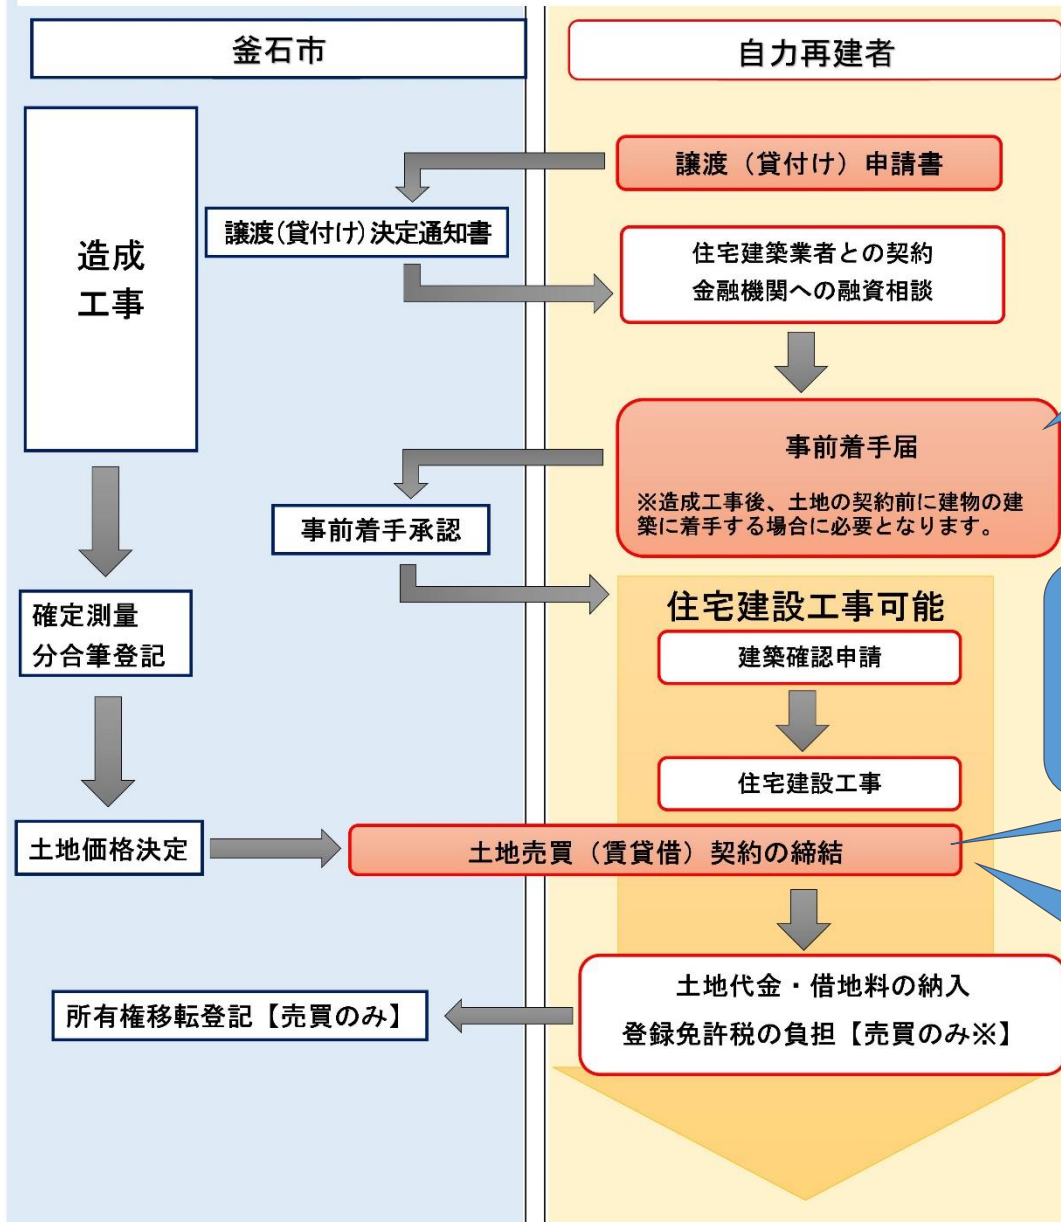 釜石市
自力再建者
譲渡（貸付け）申請書
譲渡(貸付け)決定通知書
造成
工事
住宅建築業者との契約
金融機関への融資相談
事前着手届
※造成工事後、土地の契約前に建物の建
築に着手する場合に必要となります。
事前着手承認
住宅建設工事可能
確定測量
分合筆登記
建築確認申請
住宅建設工事
土地価格決定
土地売買（賃貸借）契約の締結
土地代金・借地料の納入
登録免許税の負担【売買のみ※】
所有権移転登記【売買のみ】